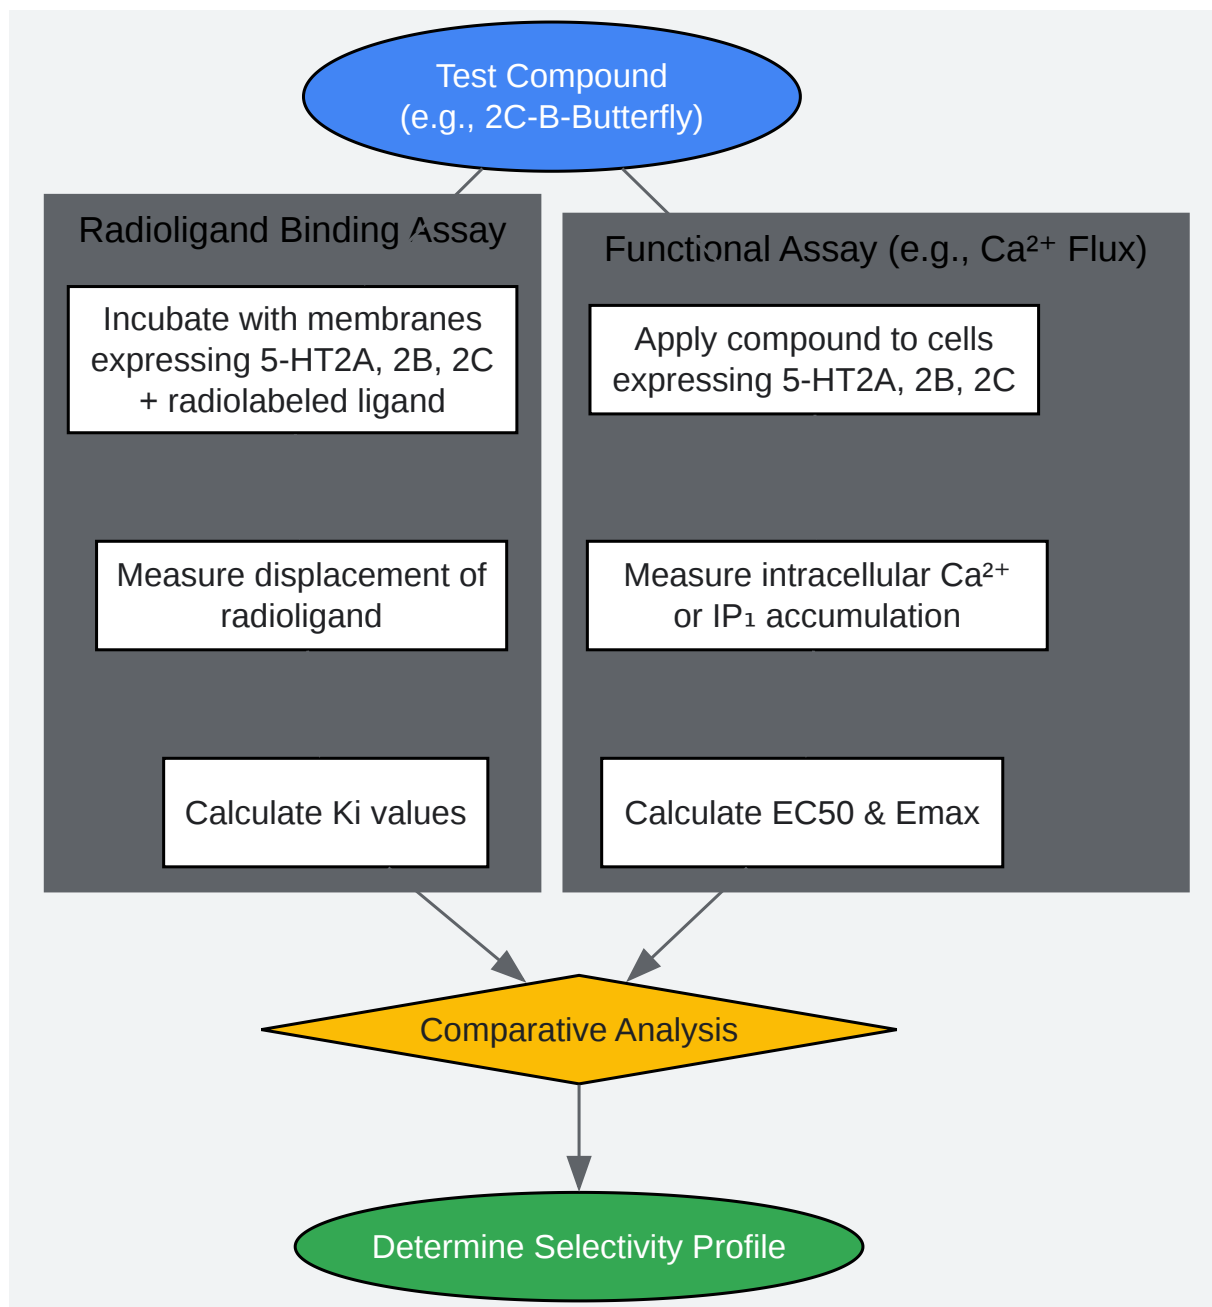 Test Compound
(e.g., 2C-B-Butterfly)
Radioligand Binding Assay
Incubate with membranes
expressing 5-HT2A, 2B, 2C
+ radiolabeled ligand
Measure displacement of
radioligand
Calculate Ki values
Functional Assay (e.g., Ca²⁺ Flux)
Apply compound to cells
expressing 5-HT2A, 2B, 2C
Measure intracellular Ca²⁺
or IP₁ accumulation
Calculate EC50 & Emax
Comparative Analysis
Determine Selectivity Profile